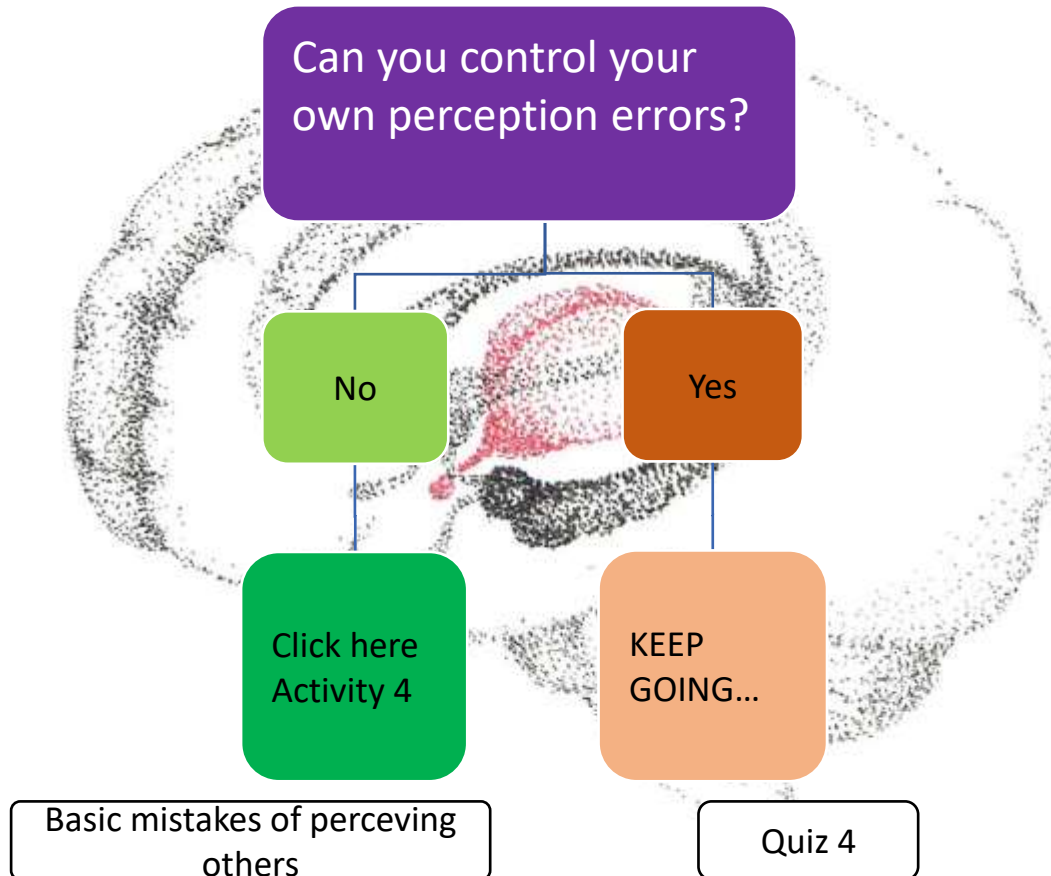 Can you control your
own perception errors?
No
Yes
Click here
Activity 4
KEEP
GOING...
Basic mistakes of perceving
others
Quiz 4